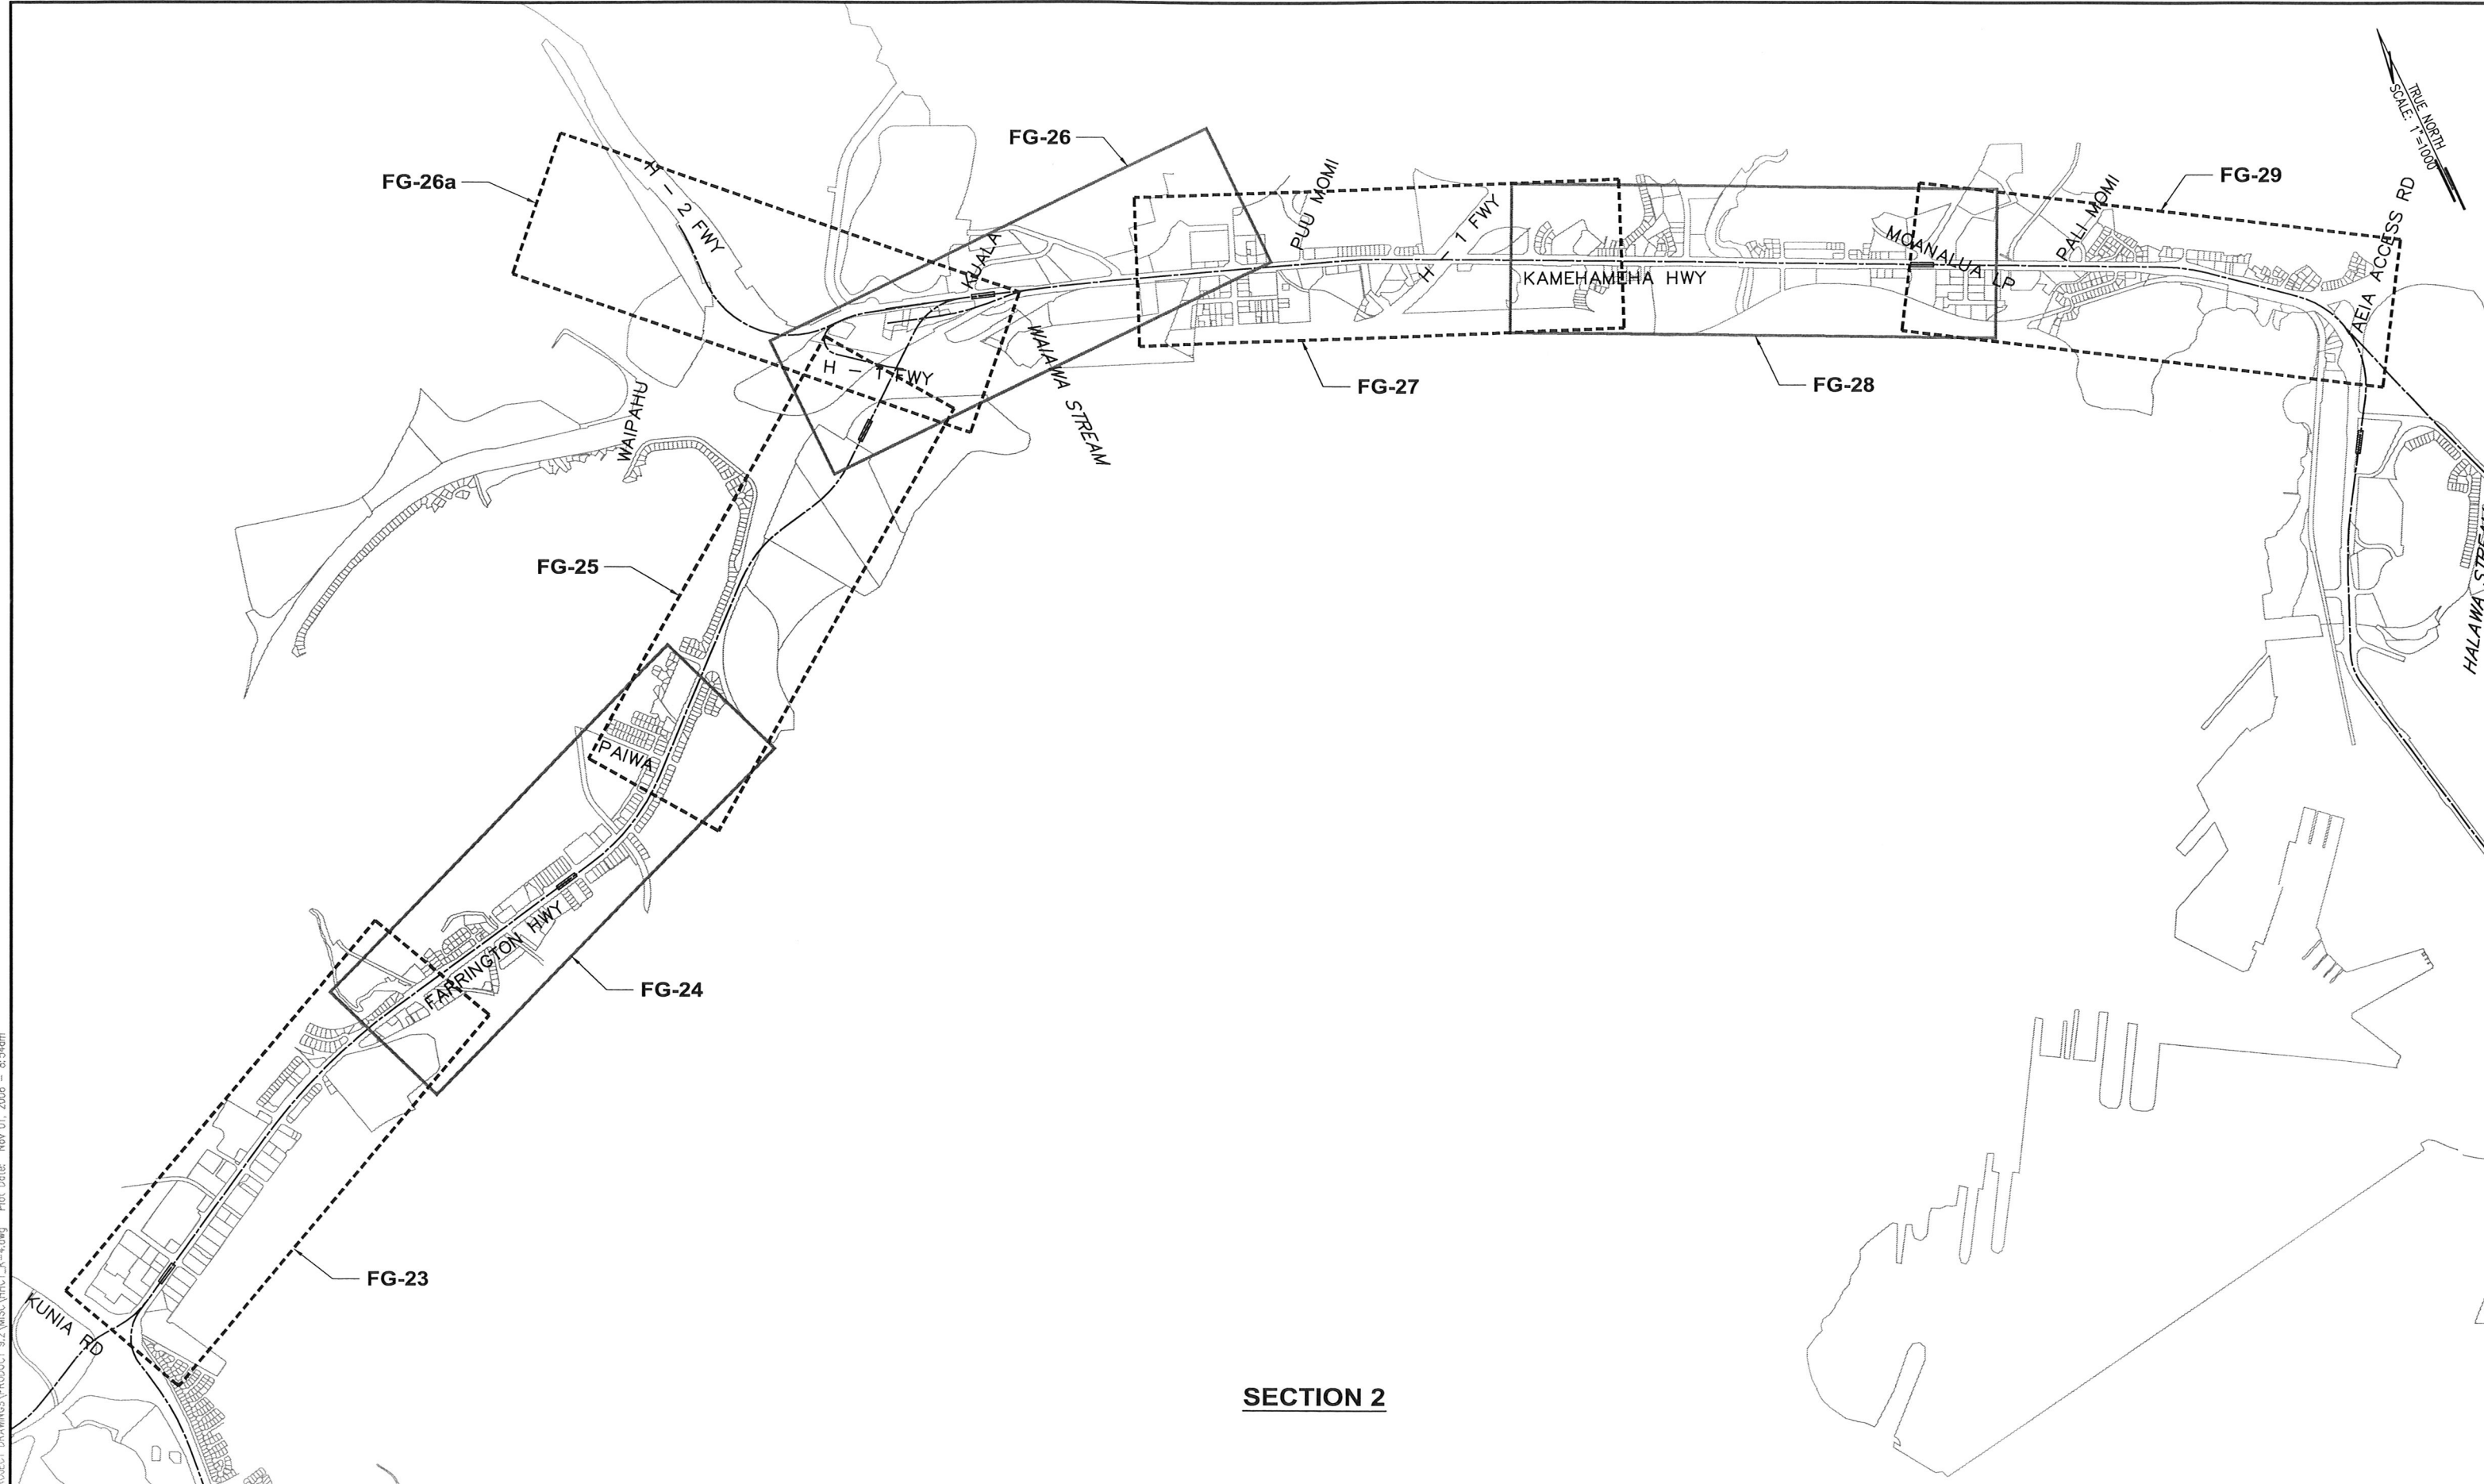 TRUE NORTH
SCALE: 1"=1000'
FG-26
FG-26a
H - 2 FWY
KUALA
PUU MOMI
H - 1 FWY
KAMEHAMEHA HWY
MOANALUA LP
PALI MOMI
FG-29
AEIA ACCESS RD
H - 1 FWY
WAIAWA STREAM
FG-27
FG-28
WAIPAHU
HALAWA STREAM
FG-25
PAIWA
FARRINGTON HWY
FG-24
FG-23
KUNIA RD
SECTION 2